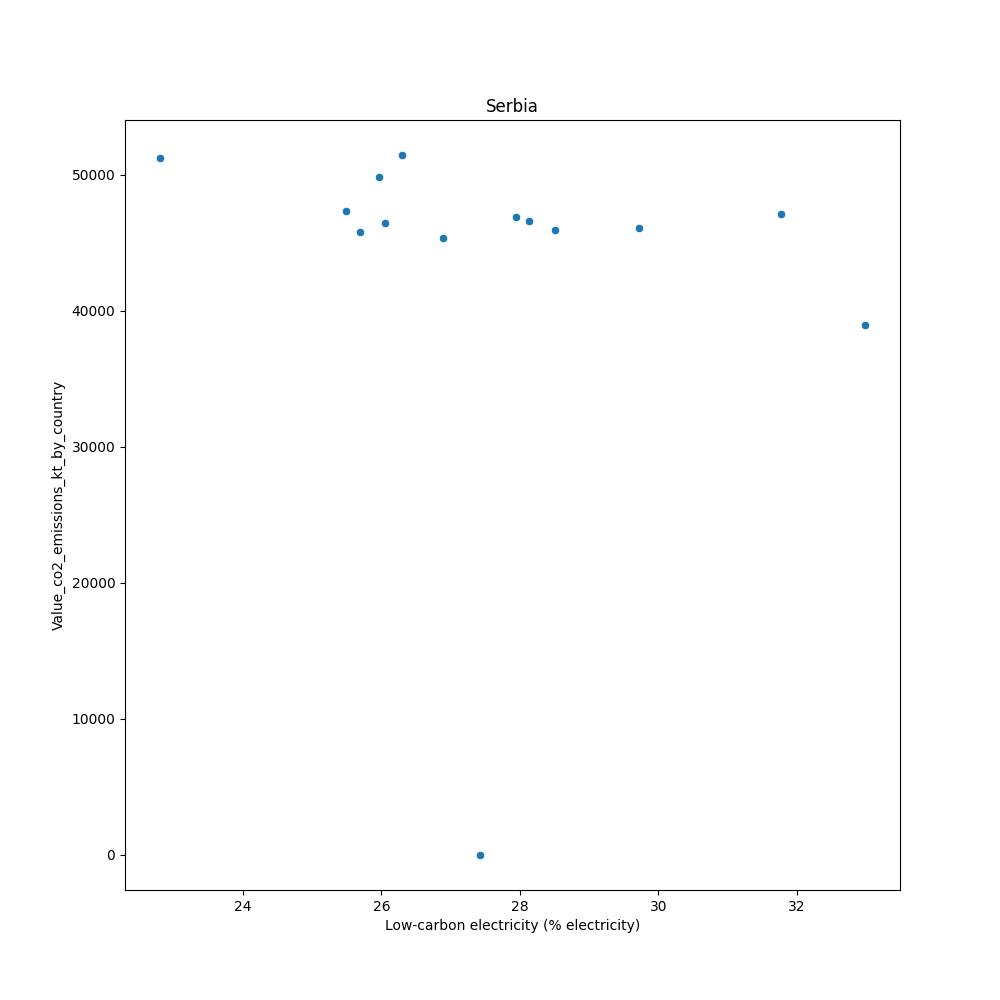 Serbia
50000
40000
30000
20000
10000
0
Value_co2_emissions_kt_by_country
24 26 28 30 32
Low-carbon electricity (% electricity)